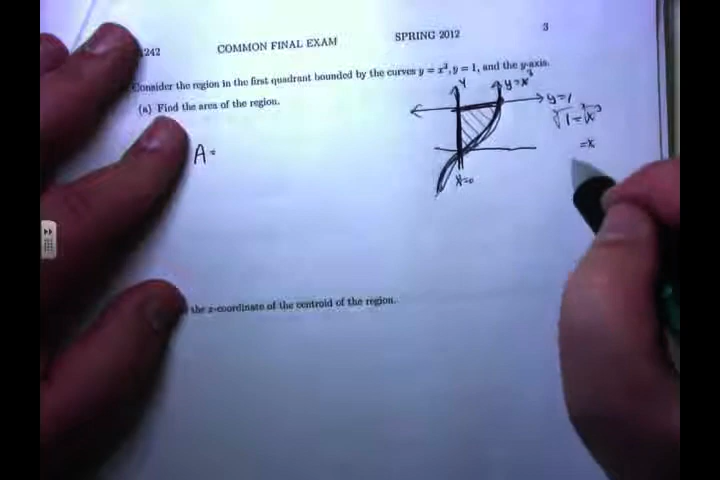 242 COMMON FINAL EXAM SPRING 2012 3
Consider the region in the first quadrant bounded by the curves y = x³, y = 1, and the y-axis.
(a) Find the area of the region.
A =
y
y=x³
y=1
∛1=∛x³
=x
x=0
the x-coordinate of the centroid of the region.